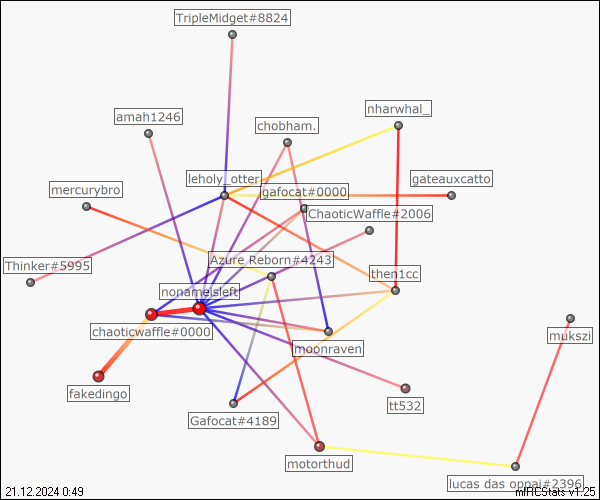 TripleMidget#8824
nharwhal_
amah1246
chobham.
leholy_otter
gateauxcatto
mercurybro
gafocat#0000
ChaoticWaffle#2006
Azure Reborn#4243
Thinker#5995
then1cc
nonameisleft
chaoticwaffle#0000
mukszi
moonraven
fakedingo
tt532
Gafocat#4189
motorthud
lucas das opnai#2396
21.12.2024 0:49
mIRCStats v1.25